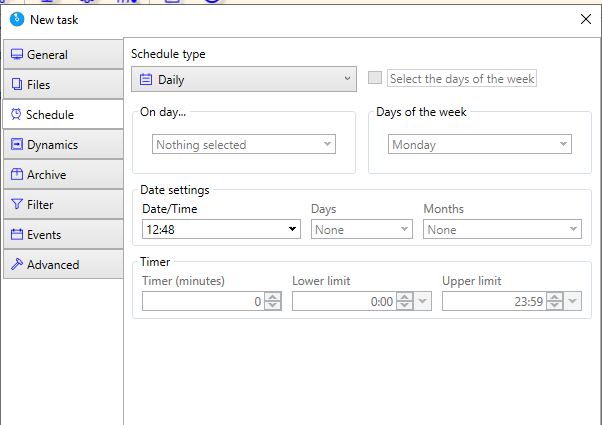 New task
General
Files
Schedule
Dynamics
Archive
Filter
Events
Advanced
Schedule type
Daily
Select the days of the week
On day...
Nothing selected
Days of the week
Monday
Date settings
Date/Time Days Months
12:48 None None
Timer
Timer (minutes) Lower limit Upper limit
0 0:00 23:59